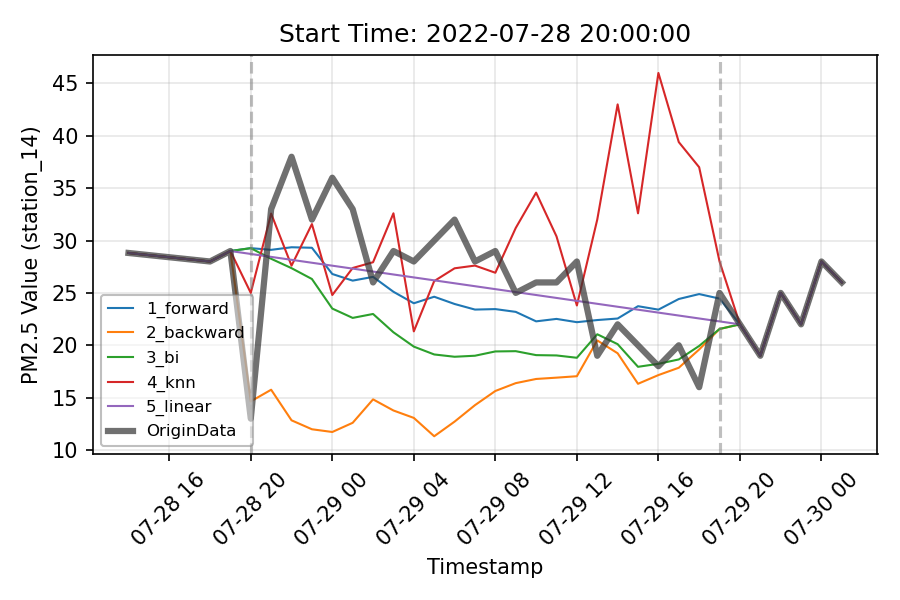 Start Time: 2022-07-28 20:00:00
PM2.5 Value (station_14)
45
40
35
30
25
20
15
10
1_forward
2_backward
3_bi
4_knn
5_linear
OriginData
07-28 16
07-28 20
07-29 00
07-29 04
07-29 08
07-29 12
07-29 16
07-29 20
07-30 00
Timestamp